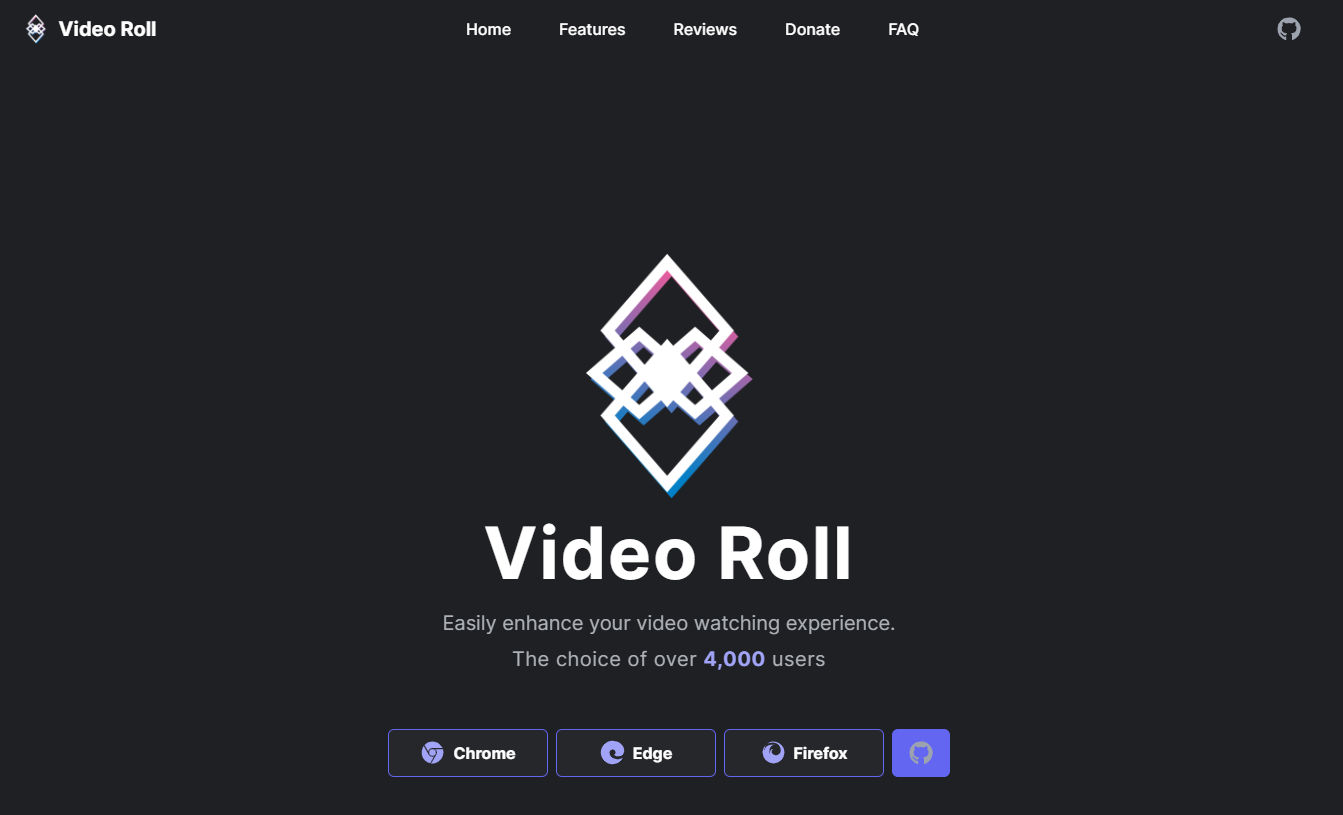 Video Roll
Home Features Reviews Donate FAQ
Video Roll
Easily enhance your video watching experience.
The choice of over 4,000 users
Chrome Edge Firefox